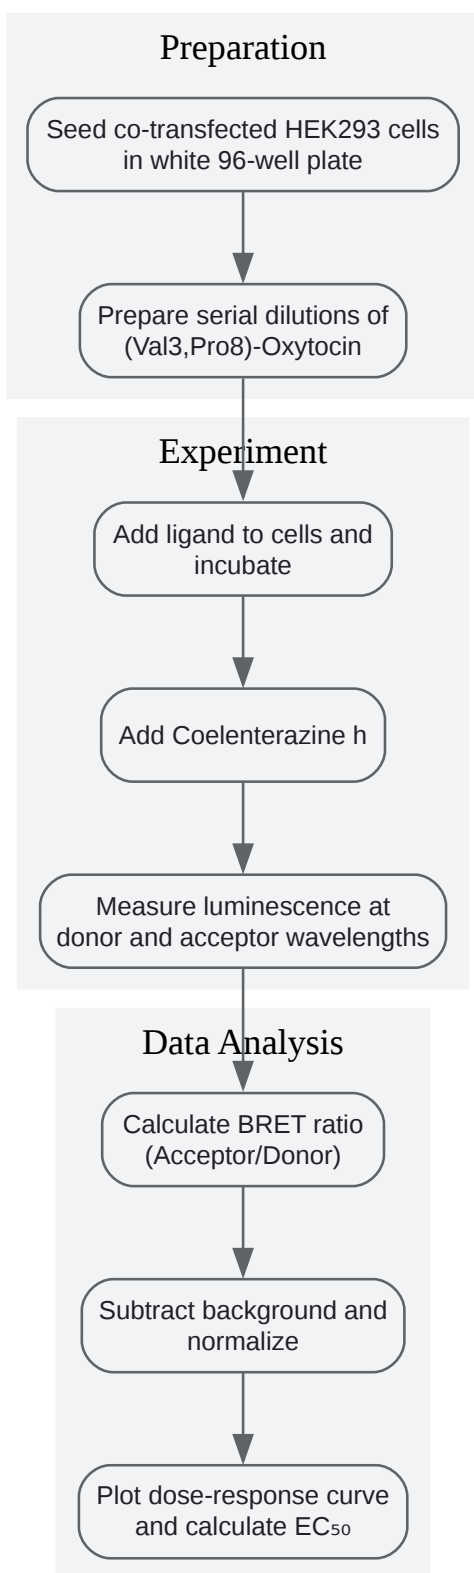 Preparation
Seed co-transfected HEK293 cells
in white 96-well plate
Prepare serial dilutions of
(Val3,Pro8)-Oxytocin
Experiment
Add ligand to cells and
incubate
Add Coelenterazine h
Measure luminescence at
donor and acceptor wavelengths
Data Analysis
Calculate BRET ratio
(Acceptor/Donor)
Subtract background and
normalize
Plot dose-response curve
and calculate EC₅₀